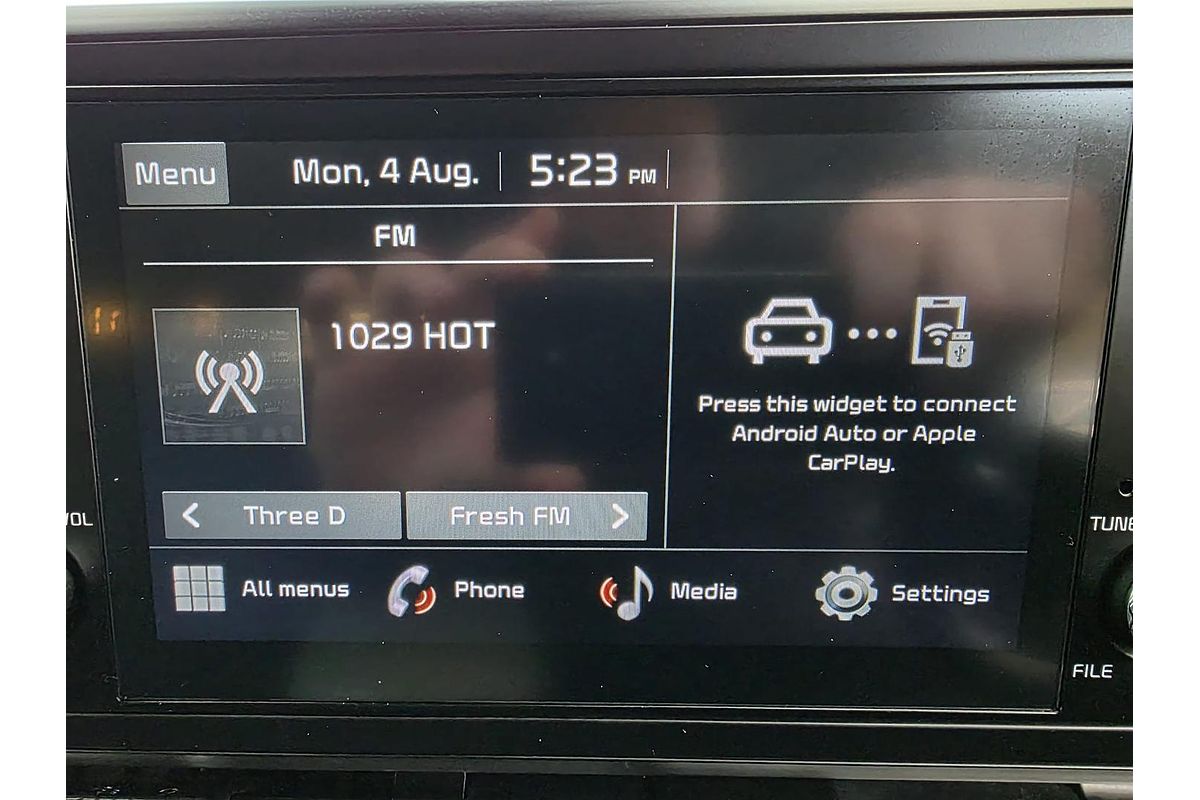 Menu
Mon, 4 Aug.
5:23 PM
FM
1029 HOT
Press this widget to connect
Android Auto or Apple
CarPlay.
Three D
Fresh FM
VOL
TUNE
All menus
Phone
Media
Settings
FILE